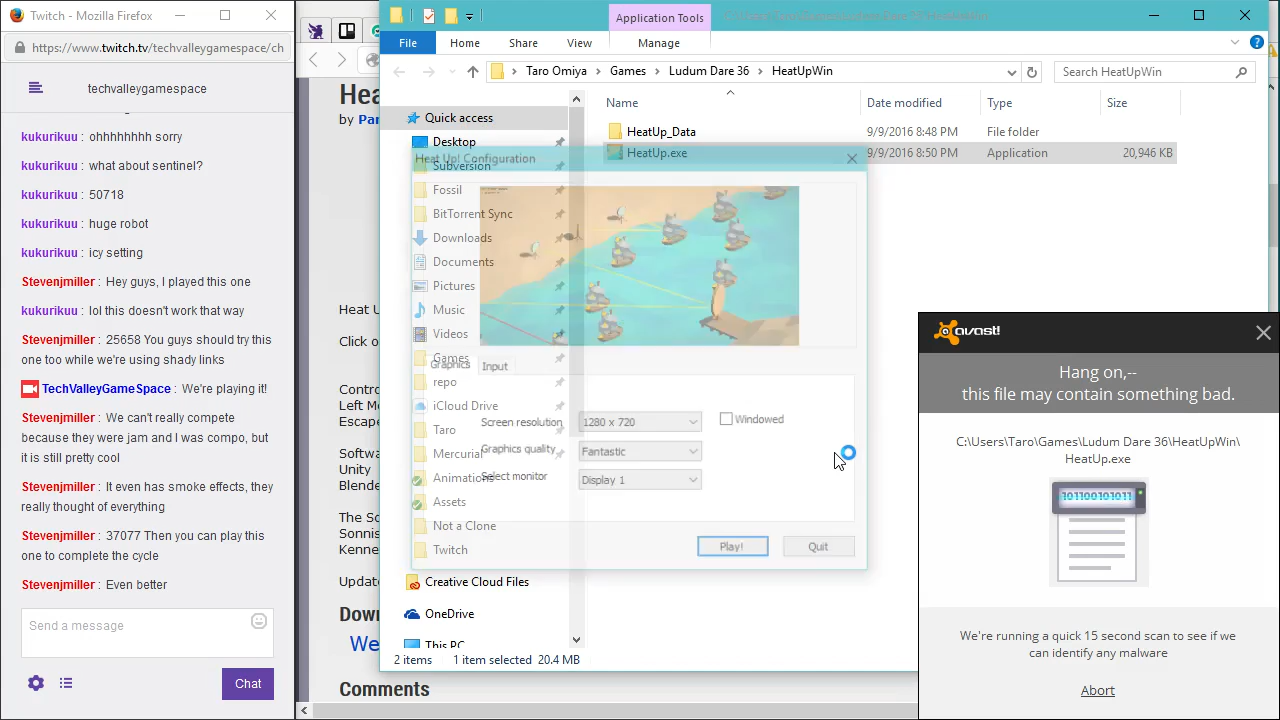 Twitch - Mozilla Firefox
https://www.twitch.tv/techvalleygamespace/ch
techvalleygamespace
kukurikuu : ohhhhhhhh sorry
kukurikuu : what about sentinel?
kukurikuu : 50718
kukurikuu : huge robot
kukurikuu : icy setting
Stevenjmiller : Hey guys, I played this one
kukurikuu : lol this doesn't work that way
Stevenjmiller : 25658 You guys should try this
one too while we're using shady links
TechValleyGameSpace : We're playing it!
Stevenjmiller : We can't really compete
because they were jam and I was compo, but
it is still pretty cool
Stevenjmiller : It even has smoke effects, they
really thought of everything
Stevenjmiller : 37077 Then you can play this
one to complete the cycle
Stevenjmiller : Even better
Send a message
Chat
Hea
by Pan
Heat U
Click o
Contro
Left Mo
Escape
Softwa
Unity
Blende
The So
Sonnis
Kenne
Update
Down
We
Comments
Application Tools
File
Home
Share
View
Manage
Taro Omiya
Games
Ludum Dare 36
HeatUpWin
Search HeatUpWin
Name
Date modified
Type
Size
HeatUp_Data
9/9/2016 8:48 PM
File folder
HeatUp.exe
9/9/2016 8:50 PM
Application
20,946 KB
Quick access
Desktop
Subversion
Fossil
BitTorrent Sync
Downloads
Documents
Pictures
Music
Videos
Games
repo
iCloud Drive
Taro
Mercurial
Animations
Assets
Not a Clone
Twitch
Creative Cloud Files
OneDrive
This PC
2 items
1 item selected
20.4 MB
Heat Up! Configuration
Graphics
Input
Screen resolution
1280 x 720
Windowed
Graphics quality
Fantastic
Select monitor
Display 1
Play!
Quit
avast!
Hang on,--
this file may contain something bad.
C:\Users\Taro\Games\Ludum Dare 36\HeatUpWin\
HeatUp.exe
101100101011
We're running a quick 15 second scan to see if we
can identify any malware
Abort